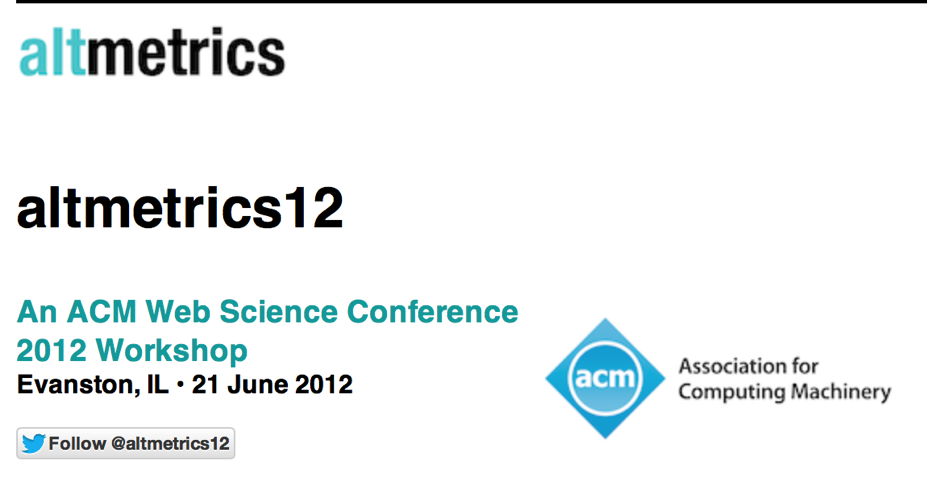 altmetrics
altmetrics12
An ACM Web Science Conference
2012 Workshop
Evanston, IL • 21 June 2012
acm
Association for
Computing Machinery
Follow @altmetrics12